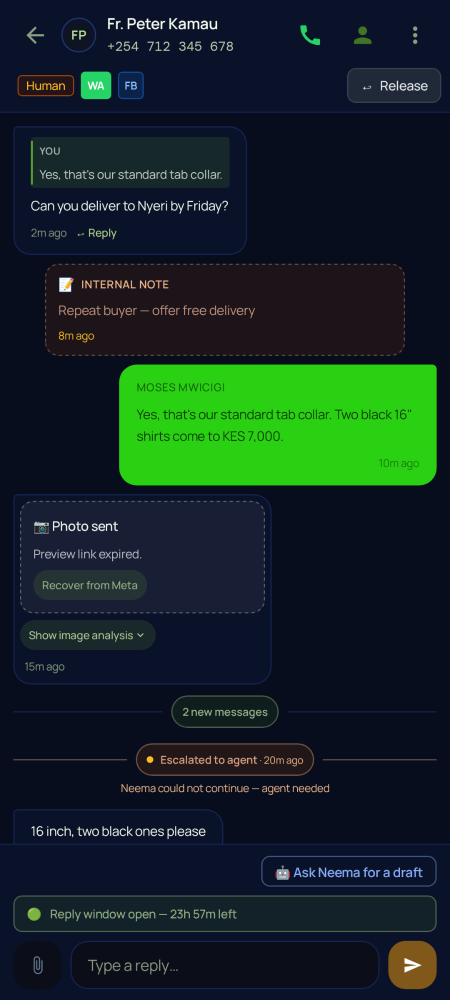 FP
Fr. Peter Kamau
+254 712 345 678
Human
WA
FB
↩ Release
YOU
Yes, that's our standard tab collar.
Can you deliver to Nyeri by Friday?
2m ago ↩ Reply
📝 INTERNAL NOTE
Repeat buyer — offer free delivery
8m ago
MOSES MWICIGI
Yes, that's our standard tab collar. Two black 16"
shirts come to KES 7,000.
10m ago
📷 Photo sent
Preview link expired.
Recover from Meta
Show image analysis
15m ago
2 new messages
Escalated to agent · 20m ago
Neema could not continue — agent needed
16 inch, two black ones please
🤖 Ask Neema for a draft
🟢 Reply window open — 23h 57m left
Type a reply...